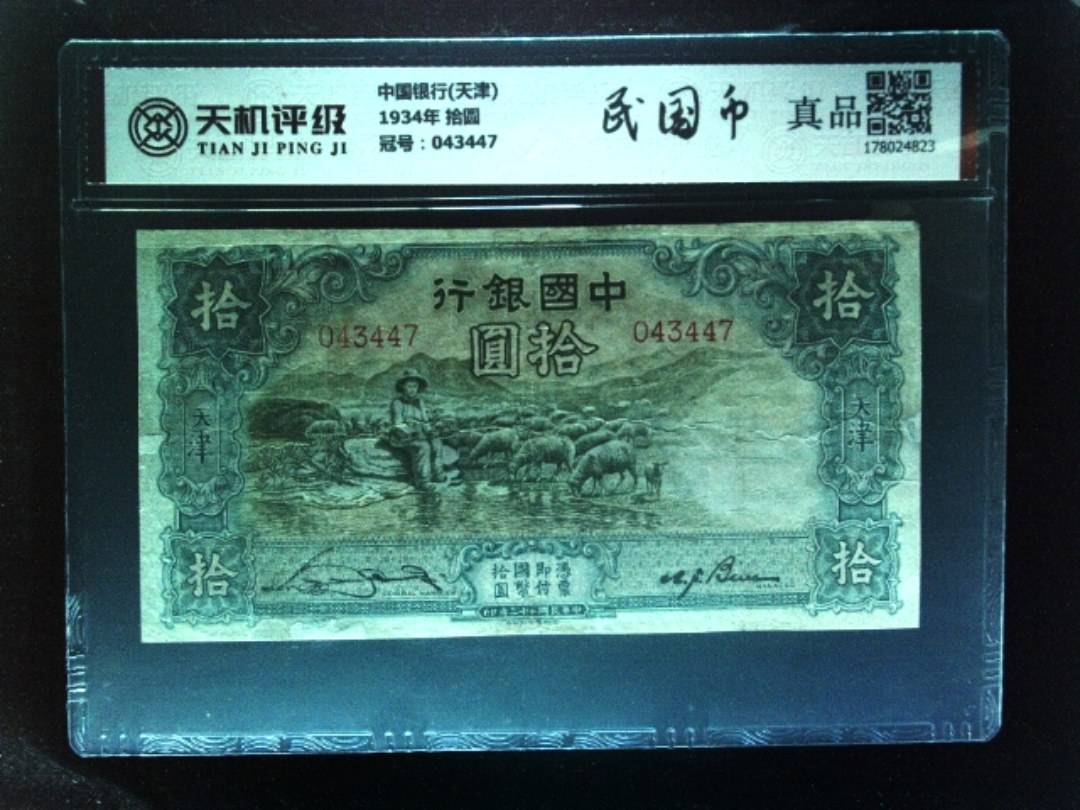 天机评级
TIAN JI PING JI
中国银行(天津)
1934年 拾圆
冠号：043447
民国币
真品
178024823
拾
拾
行銀國中
043447
043447
圓拾
天津
天津
拾
拾
憑票
即付
國幣
拾圓